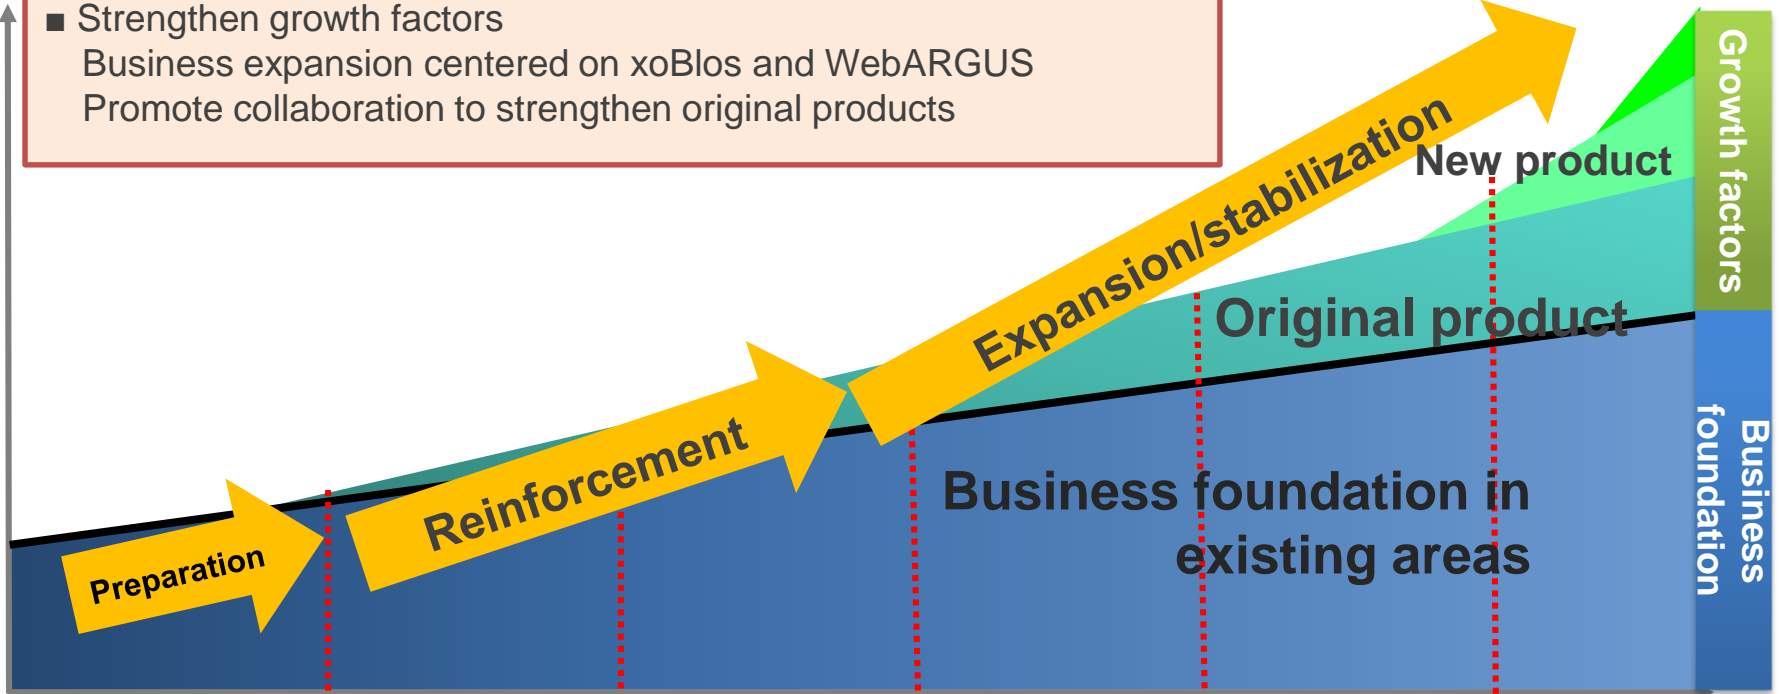 ■ Strengthen growth factors
Business expansion centered on xoBlos and WebARGUS
Promote collaboration to strengthen original products
Preparation
Reinforcement
Expansion/stabilization
New product
Original product
Business foundation in
existing areas
Growth factors
Business
foundation